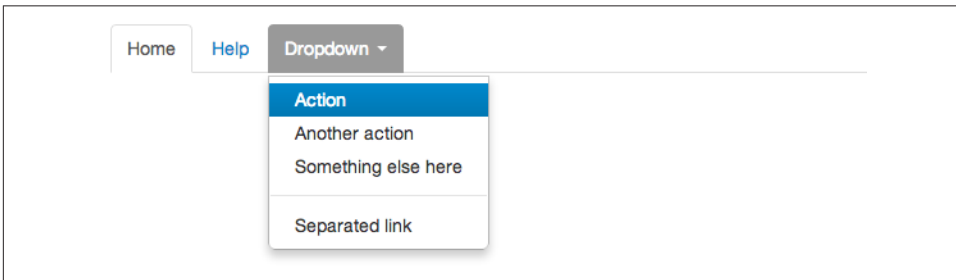 Home Help Dropdown
Action
Another action
Something else here
Separated link